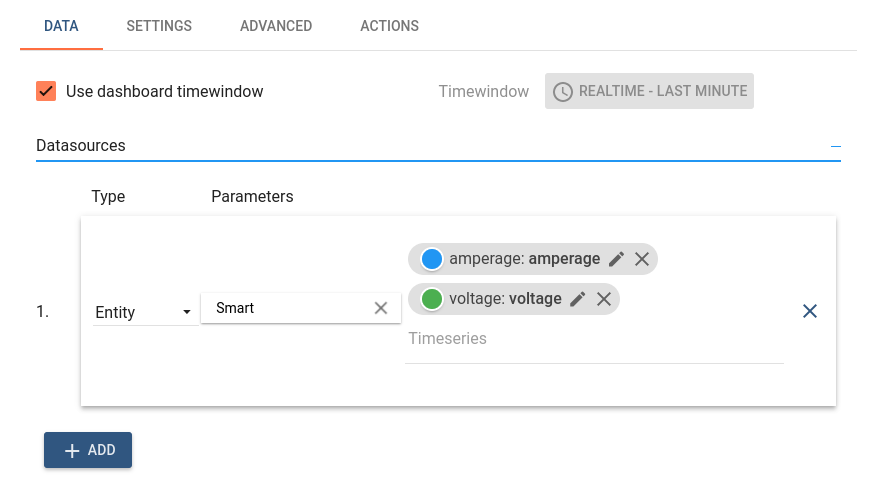 DATA SETTINGS ADVANCED ACTIONS
Use dashboard timewindow Timewindow REALTIME - LAST MINUTE
Datasources
Type Parameters
amperage: amperage
voltage: voltage
1. Entity Smart
Timeseries
ADD